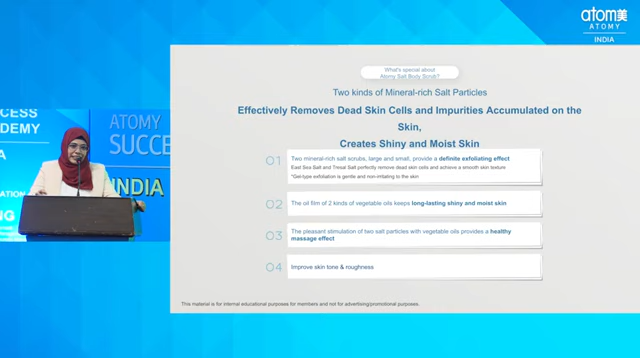 atom美
ATOMY
INDIA
What's special about
Atomy Salt Body Scrub?
Two kinds of Mineral-rich Salt Particles
Effectively Removes Dead Skin Cells and Impurities Accumulated on the
Skin,
Creates Shiny and Moist Skin
01 Two mineral-rich salt scrubs, large and small, provide a definite exfoliating effect
East Sea Salt and Tresal Salt perfectly remove dead skin cells and achieve a smooth skin texture
*Gel-type exfoliation is gentle and non-irritating to the skin
02 The oil film of 2 kinds of vegetable oils keeps long-lasting shiny and moist skin
03 The pleasant stimulation of two salt particles with vegetable oils provides a healthy
massage effect
04 Improve skin tone & roughness
This material is for internal educational purposes for members and not for advertising/promotional purposes.
CESS
DEMY
ATOMY
SUCCE
INDIA